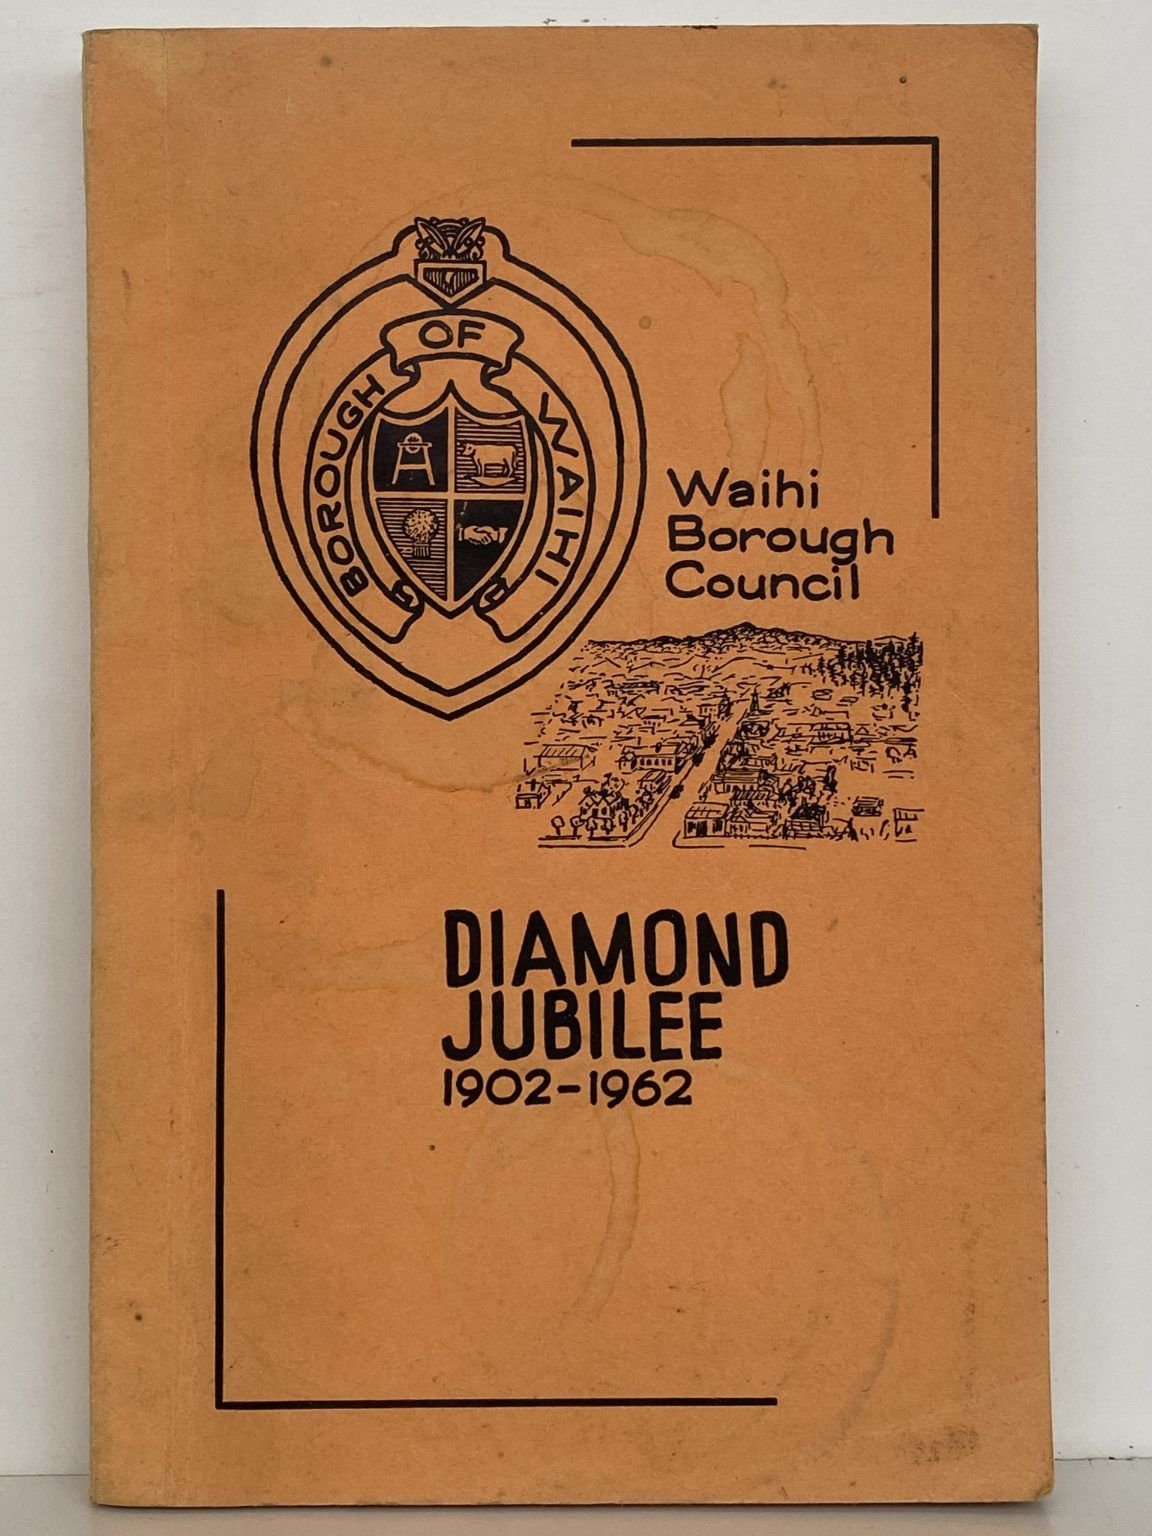 BOROUGH OF WAIHI
Waihi
Borough
Council
DIAMOND
JUBILEE
1902-1962